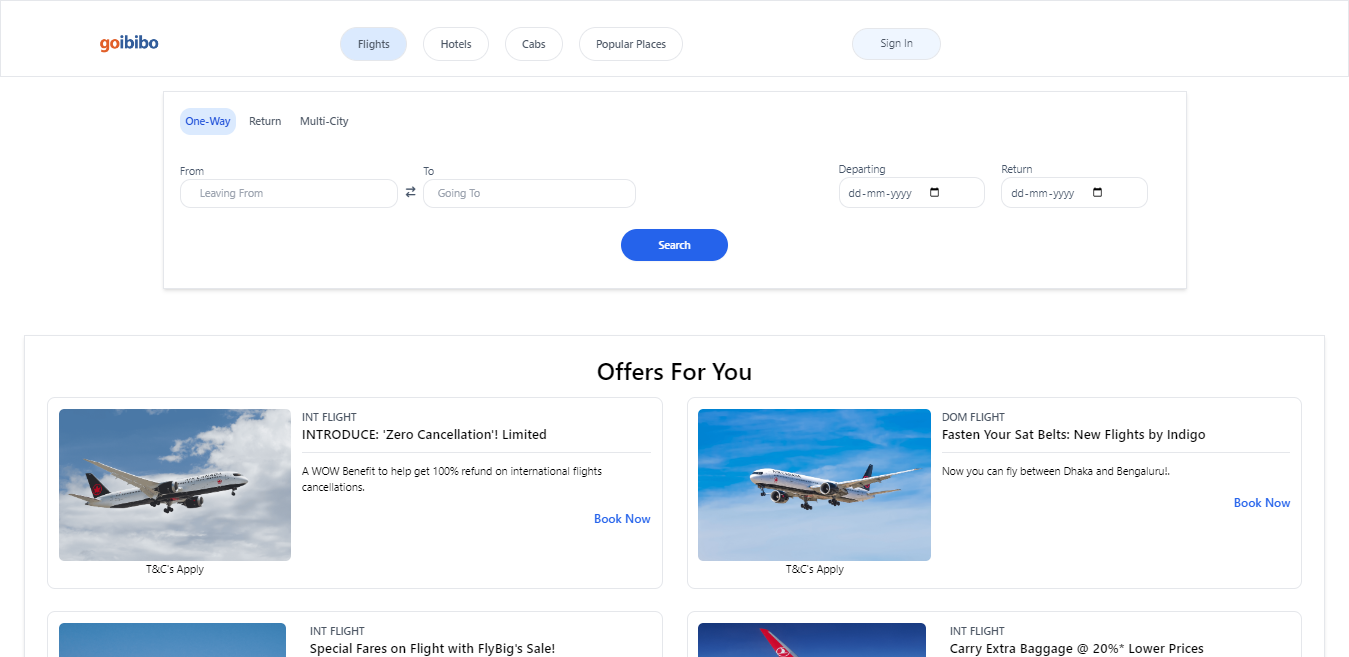 goibibo
Flights
Hotels
Cabs
Popular Places
Sign In
One-Way
Return
Multi-City
From
To
Departing
Return
Leaving From
Going To
dd-mm-yyyy
dd-mm-yyyy
Search
Offers For You
INT FLIGHT
INTRODUCE: 'Zero Cancellation'! Limited
A WOW Benefit to help get 100% refund on international flights
cancellations.
Book Now
T&C's Apply
DOM FLIGHT
Fasten Your Sat Belts: New Flights by Indigo
Now you can fly between Dhaka and Bengaluru!.
Book Now
T&C's Apply
INT FLIGHT
Special Fares on Flight with FlyBig's Sale!
INT FLIGHT
Carry Extra Baggage @ 20%* Lower Prices